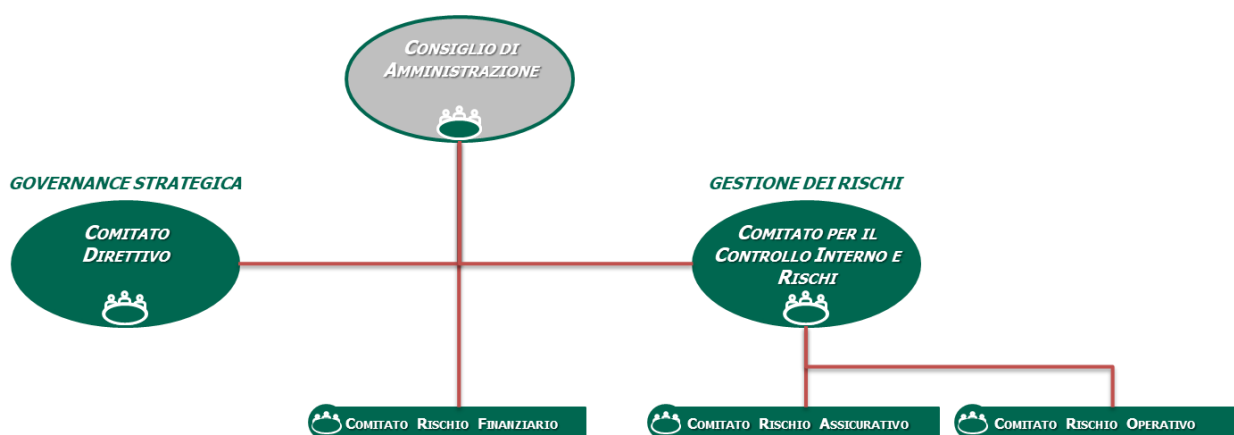 CONSIGLIO DI
AMMINISTRAZIONE
GOVERNANCE STRATEGICA
GESTIONE DEI RISCHI
COMITATO
DIRETTIVO
COMITATO PER IL
CONTROLLO INTERNO E
RISCHI
COMITATO RISCHIO FINANZIARIO
COMITATO RISCHIO ASSICURATIVO
COMITATO RISCHIO OPERATIVO